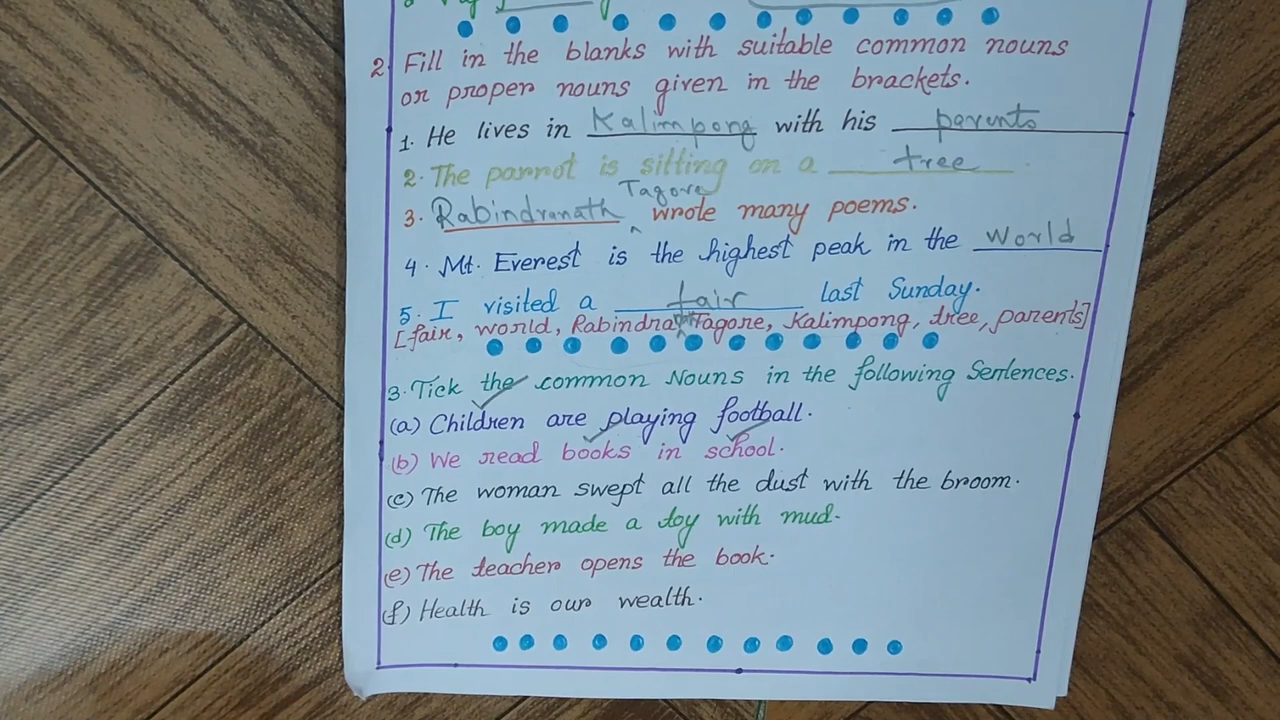 2. Fill in the blanks with suitable common nouns
or proper nouns given in the brackets.
1. He lives in Kalimpong with his parents
2. The parrot is sitting on a tree
Tagore
3. Rabindranath ^ wrote many poems.
4. Mt. Everest is the highest peak in the World
5. I visited a fair last Sunday.
[fair, world, Rabindra Tagore, Kalimpong, tree, parents]
3. Tick the common Nouns in the following Sentences.
(a) Children are playing football.
(b) We read books in school.
(c) The woman swept all the dust with the broom.
(d) The boy made a toy with mud.
(e) The teacher opens the book.
(f) Health is our wealth.